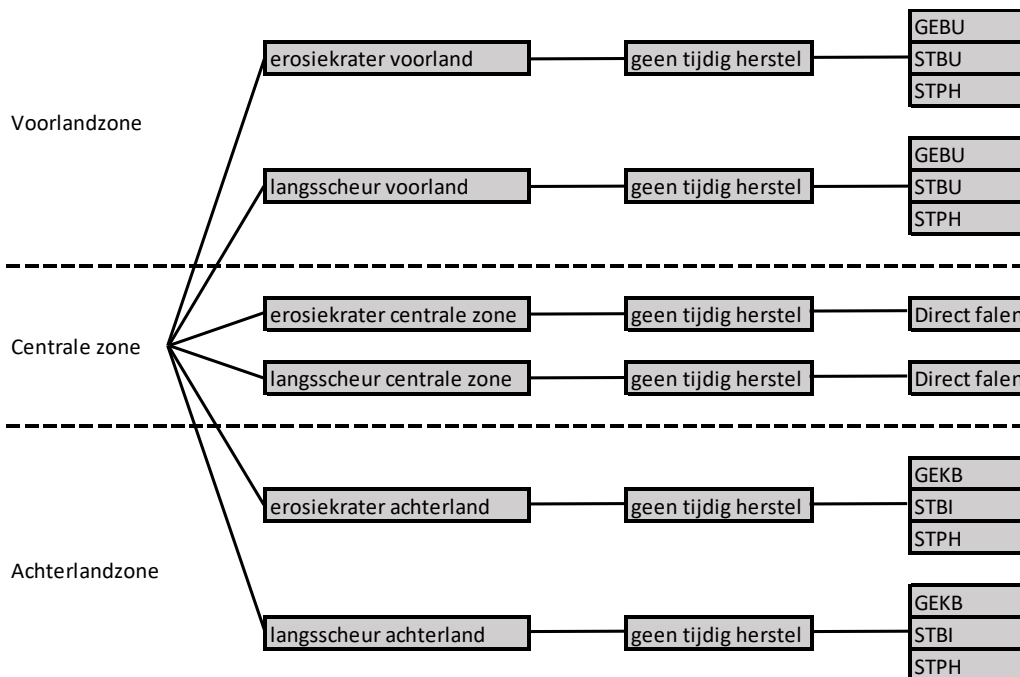 GEBU
erosiekrater voorland geen tijdig herstel STBU
STPH
Voorlandzone
GEBU
langsscheur voorland geen tijdig herstel STBU
STPH
erosiekrater centrale zone geen tijdig herstel Direct falen
Centrale zone
langsscheur centrale zone geen tijdig herstel Direct falen
GEKB
erosiekrater achterland geen tijdig herstel STBI
STPH
Achterlandzone
GEKB
langsscheur achterland geen tijdig herstel STBI
STPH